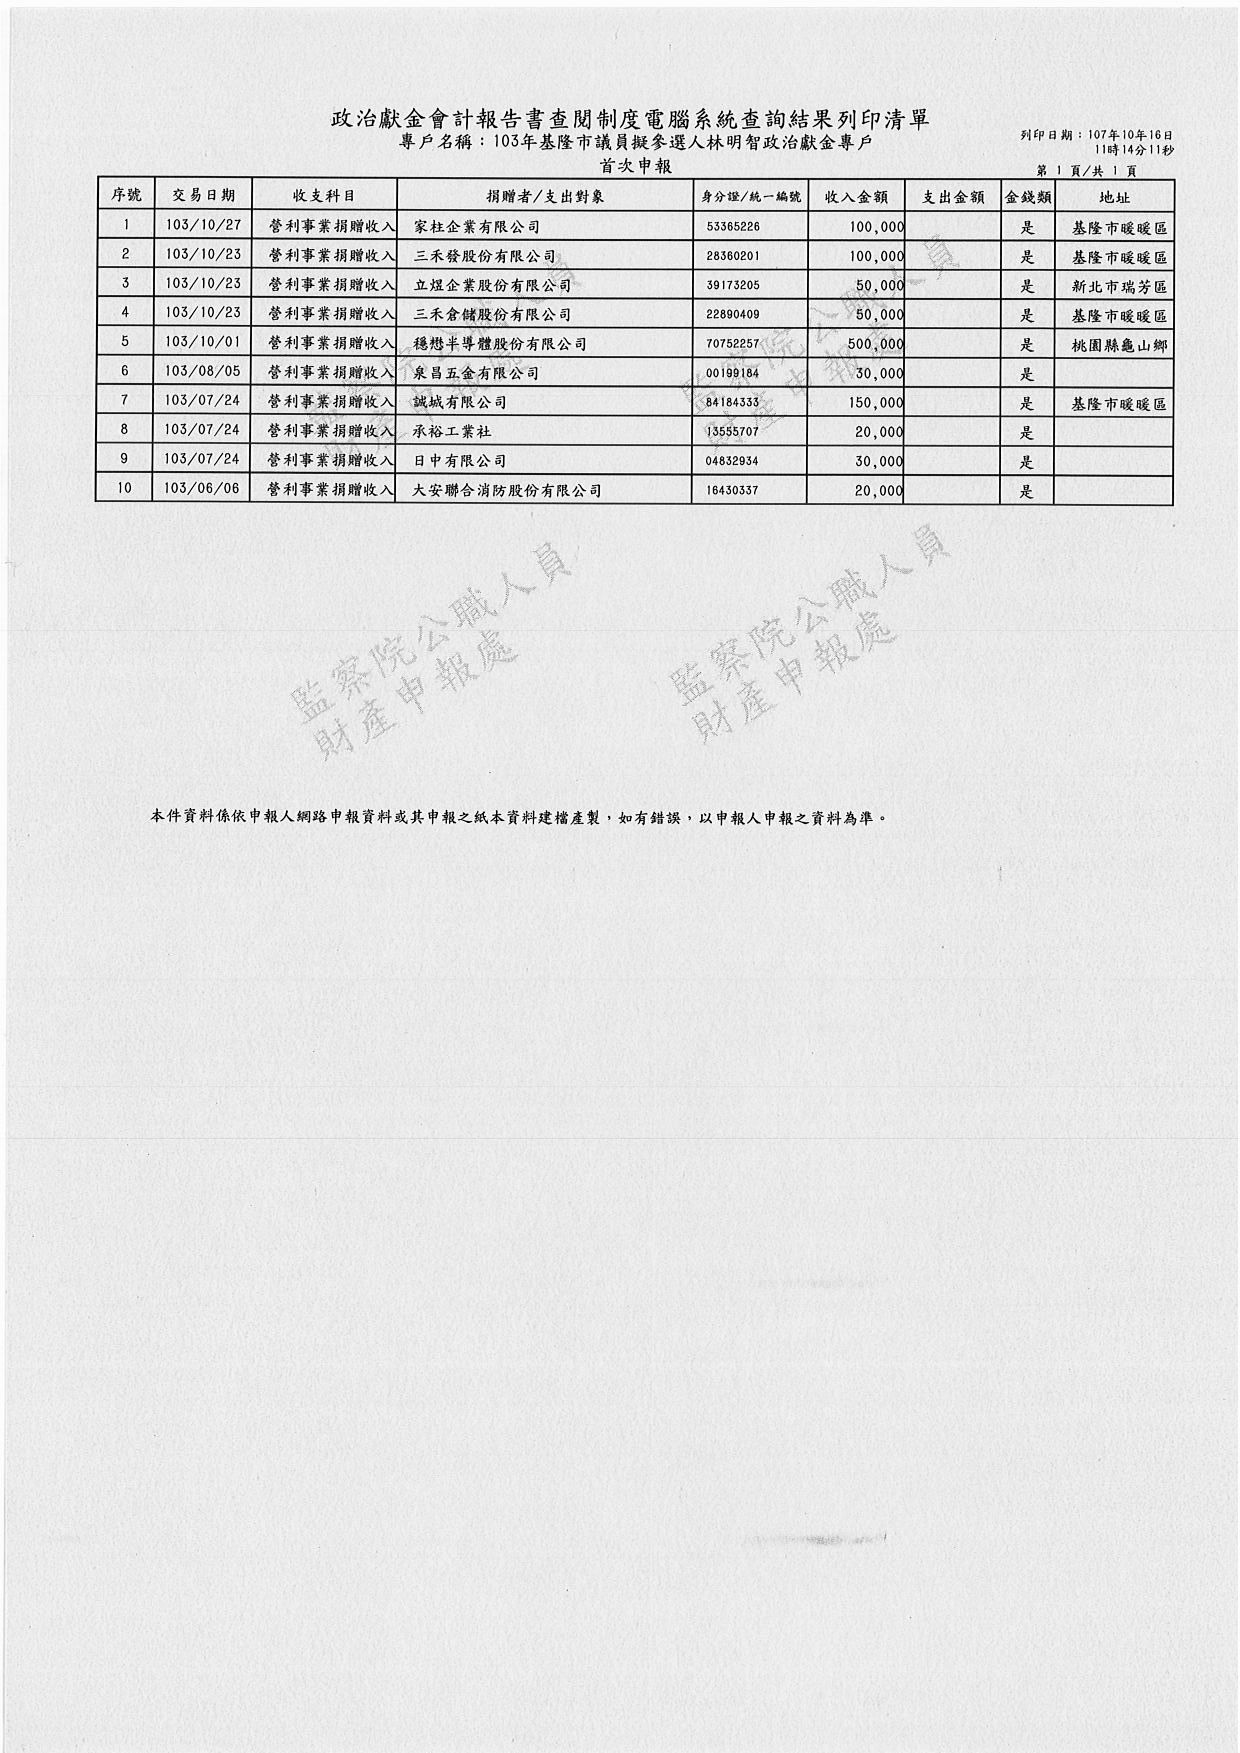 政治獻金會計報告書查閱制度電腦系統查詢結果列印清單
專戶名稱：103年基隆市議員擬參選人林明智政治獻金專戶
列印日期：107年10月16日
11時14分11秒
首次申報
第 1 頁/共 1 頁
序號 交易日期 收支科目 捐贈者/支出對象 身分證/統一編號 收入金額 支出金額 金錢類 地址
1 103/10/27 營利事業捐贈收入 家柱企業有限公司 53365226 100,000 是 基隆市暖暖區
2 103/10/23 營利事業捐贈收入 三禾發股份有限公司 28360201 100,000 是 基隆市暖暖區
3 103/10/23 營利事業捐贈收入 立煜企業股份有限公司 39173205 50,000 是 新北市瑞芳區
4 103/10/23 營利事業捐贈收入 三禾倉儲股份有限公司 22890409 50,000 是 基隆市暖暖區
5 103/10/01 營利事業捐贈收入 穩懋半導體股份有限公司 70752257 500,000 是 桃園縣龜山鄉
6 103/08/05 營利事業捐贈收入 泉昌五金有限公司 00199184 30,000 是
7 103/07/24 營利事業捐贈收入 誠城有限公司 84184333 150,000 是 基隆市暖暖區
8 103/07/24 營利事業捐贈收入 承裕工業社 13555707 20,000 是
9 103/07/24 營利事業捐贈收入 日中有限公司 04832934 30,000 是
10 103/06/06 營利事業捐贈收入 大安聯合消防股份有限公司 16430337 20,000 是
監察院公職人員
財產申報處
監察院公職人員
財產申報處
監察院公職人員
財產申報處
監察院公職人員
財產申報處
本件資料係依申報人網路申報資料或其申報之紙本資料建檔產製，如有錯誤，以申報人申報之資料為準。